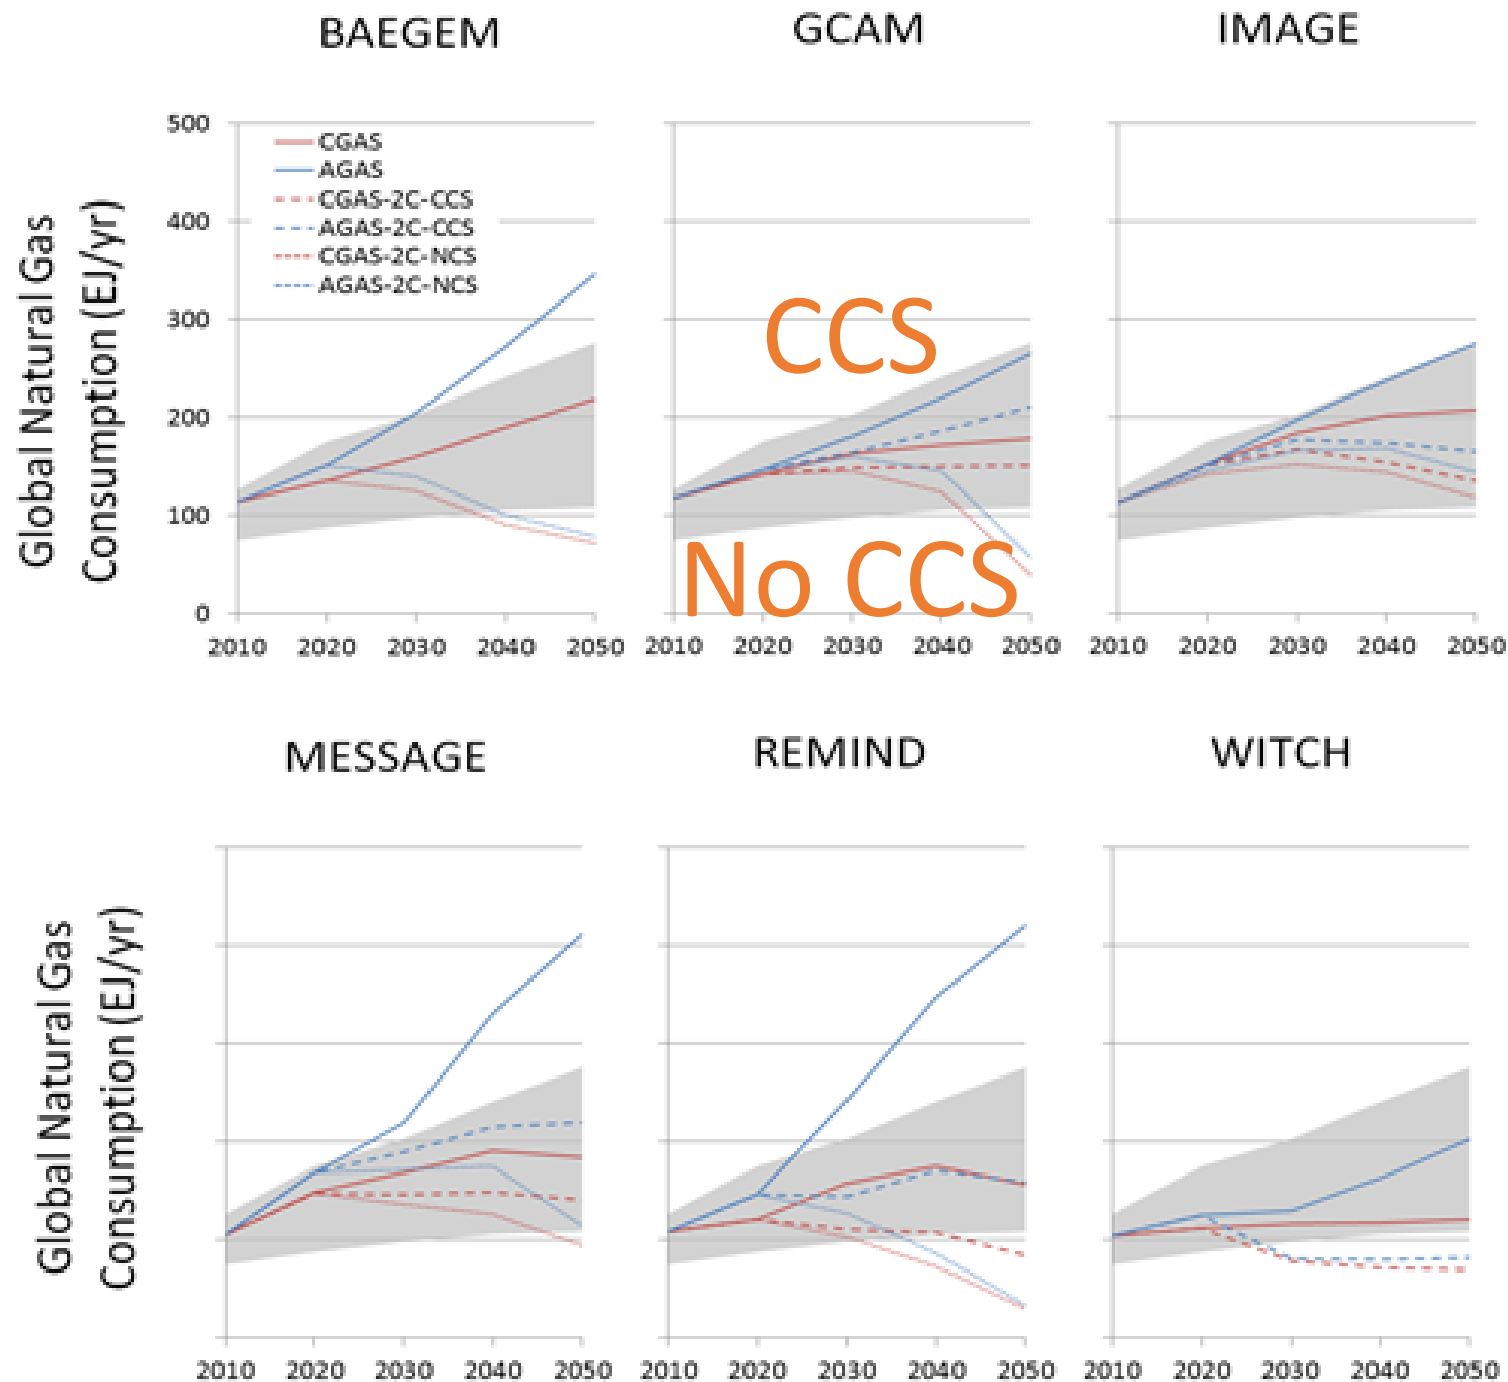 BAEGEM
GCAM
IMAGE
Global Natural Gas
Consumption (EJ/yr)
500
400
300
200
100
0
CGAS
AGAS
CGAS-2C-CCS
AGAS-2C-CCS
CGAS-2C-NCS
AGAS-2C-NCS
CCS
No CCS
2010 2020 2030 2040 2050
2010 2020 2030 2040 2050
2010 2020 2030 2040 2050
MESSAGE
REMIND
WITCH
Global Natural Gas
Consumption (EJ/yr)
2010 2020 2030 2040 2050
2010 2020 2030 2040 2050
2010 2020 2030 2040 2050